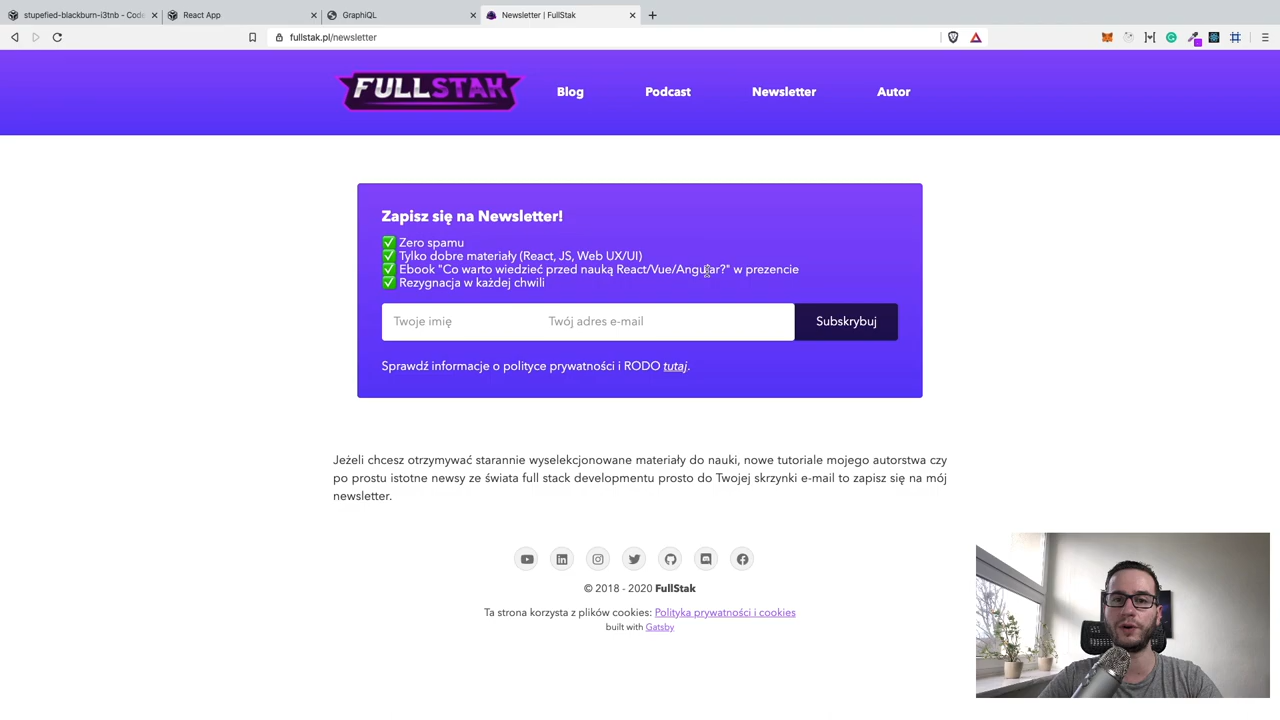 stupefied-blackburn-i3tnb - Code
React App
GraphiQL
Newsletter | FullStak
fullstak.pl/newsletter
FULLSTAK
Blog
Podcast
Newsletter
Autor
Zapisz się na Newsletter!
✅ Zero spamu
✅ Tylko dobre materiały (React, JS, Web UX/UI)
✅ Ebook "Co warto wiedzieć przed nauką React/Vue/Angular?" w prezencie
✅ Rezygnacja w każdej chwili
Twoje imię
Twój adres e-mail
Subskrybuj
Sprawdź informacje o polityce prywatności i RODO tutaj.
Jeżeli chcesz otrzymywać starannie wyselekcjonowane materiały do nauki, nowe tutoriale mojego autorstwa czy
po prostu istotne newsy ze świata full stack developmentu prosto do Twojej skrzynki e-mail to zapisz się na mój
newsletter.
© 2018 - 2020 FullStak
Ta strona korzysta z plików cookies: Polityka prywatności i cookies
built with Gatsby